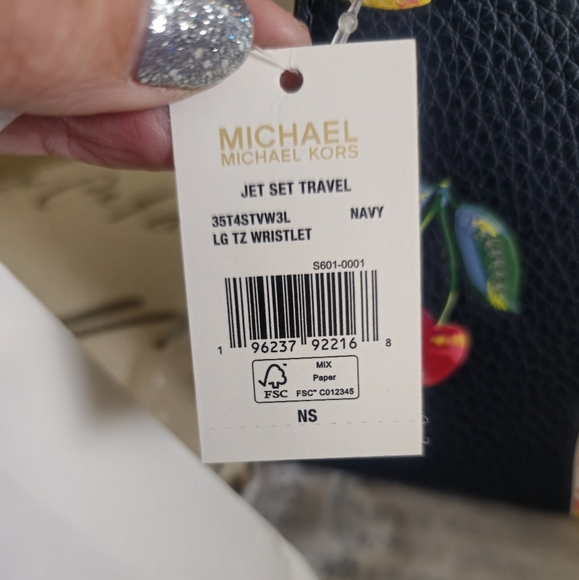 MICHAEL
MICHAEL KORS
JET SET TRAVEL
35T4STVW3L NAVY
LG TZ WRISTLET
S601-0001
1 96237 92216 8
MIX
Paper
FSC FSC™ C012345
NS